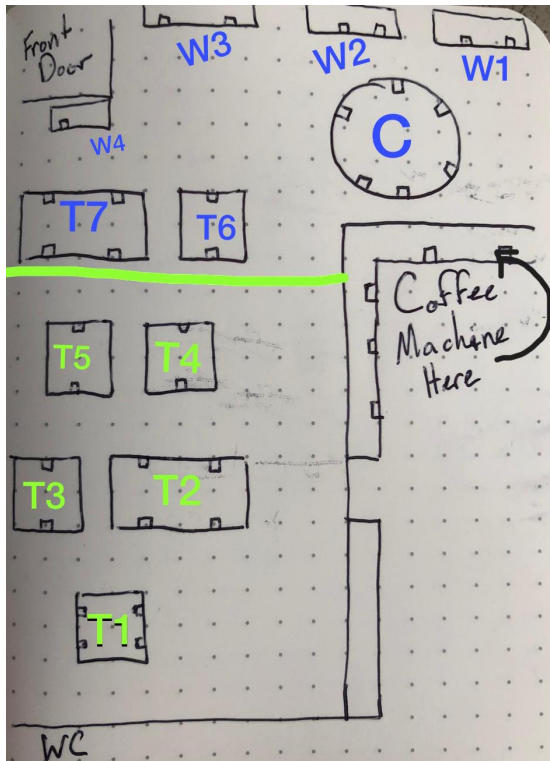 Front
Door
W3
W2
W1
W4
C
T7
T6
Coffee
Machine
Here
T5
T4
T3
T2
T1
WC